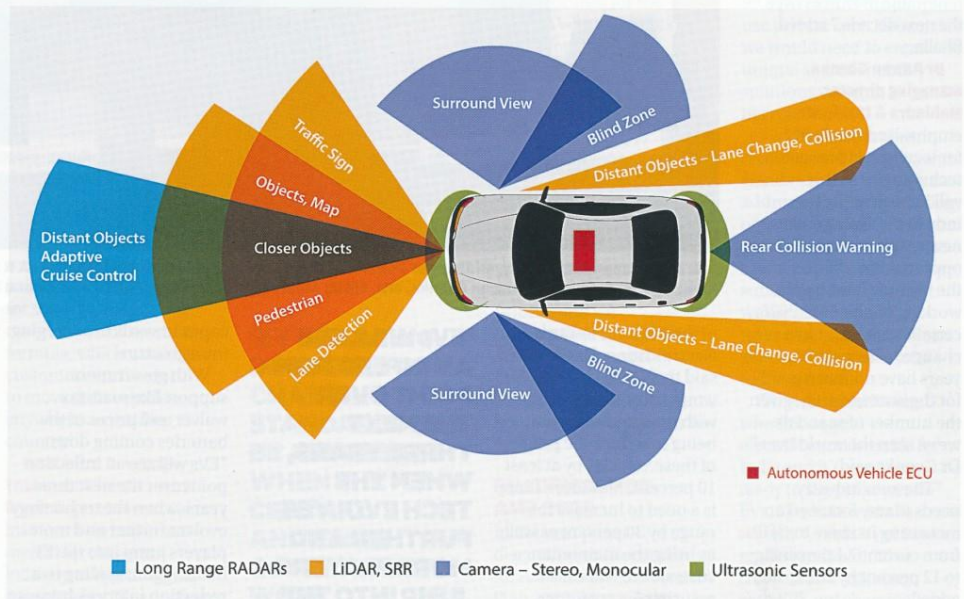 Surround View
Blind Zone
Traffic Sign
Distant Objects – Lane Change, Collision
Objects, Map
Distant Objects
Adaptive
Cruise Control
Closer Objects
Rear Collision Warning
Pedestrian
Lane Detection
Distant Objects – Lane Change, Collision
Blind Zone
Surround View
Autonomous Vehicle ECU
Long Range RADARs
LiDAR, SRR
Camera – Stereo, Monocular
Ultrasonic Sensors